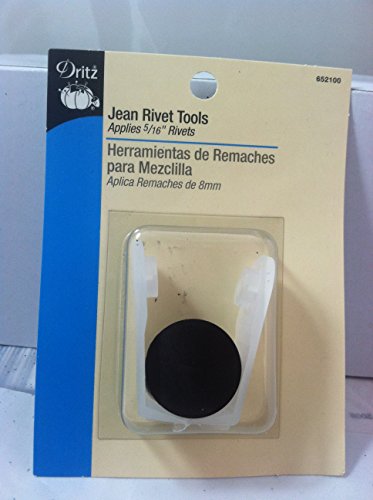 Dritz
652100
Jean Rivet Tools
Applies 5/16" Rivets
Herramientas de Remaches
para Mezclilla
Aplica Remaches de 8mm